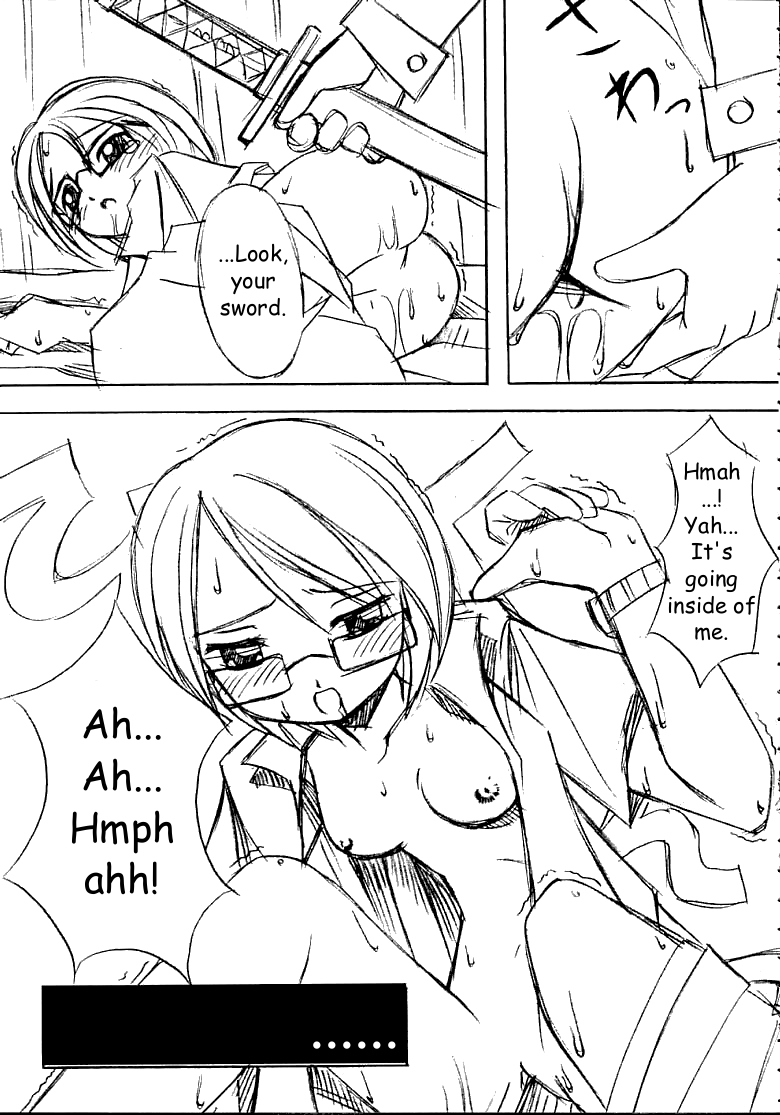 ...Look,
your
sword.
わっ
Hmah
...!
Yah...
It's
going
inside of
me.
Ah...
Ah...
Hmph
ahh!
......